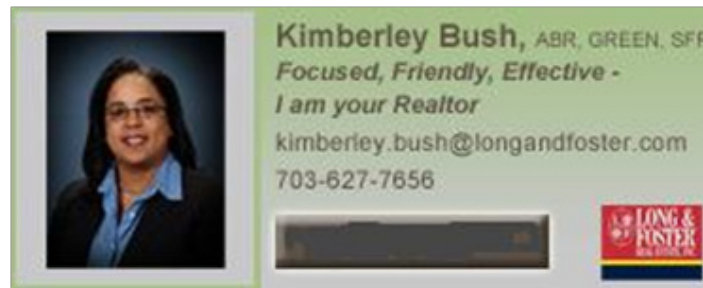 Kimberley Bush, ABR, GREEN, SFR
Focused, Friendly, Effective -
I am your Realtor
kimberley.bush@longandfoster.com
703-627-7656
LONG &
FOSTER